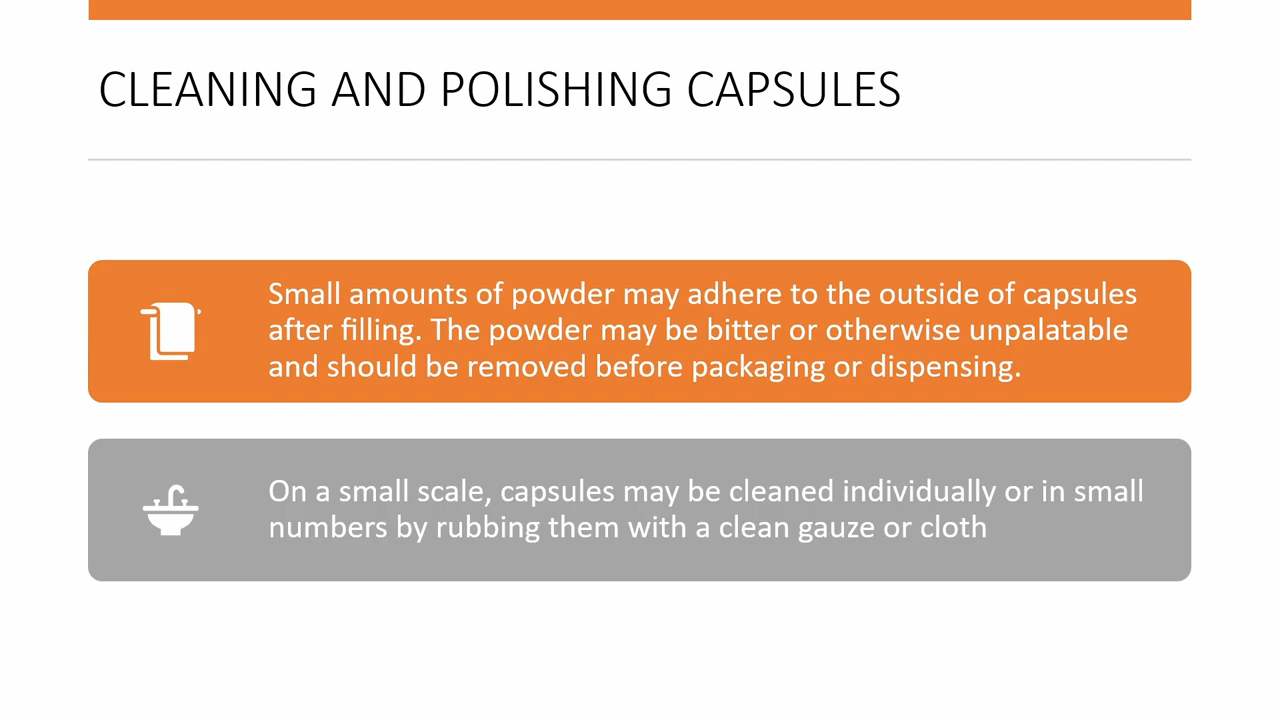 CLEANING AND POLISHING CAPSULES
Small amounts of powder may adhere to the outside of capsules
after filling. The powder may be bitter or otherwise unpalatable
and should be removed before packaging or dispensing.
On a small scale, capsules may be cleaned individually or in small
numbers by rubbing them with a clean gauze or cloth